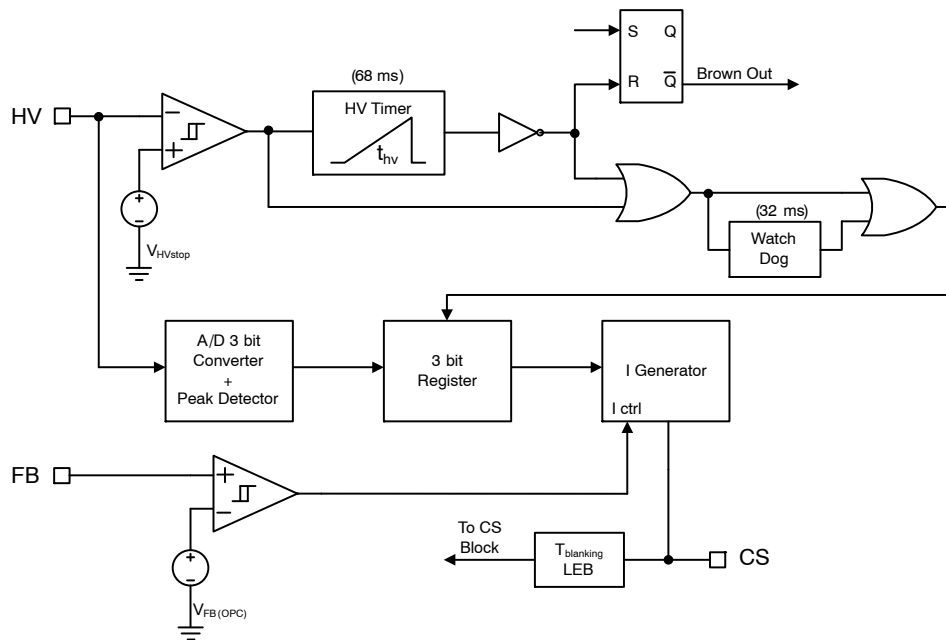 S Q
(68 ms)
R Q̅
Brown Out
HV
−
HV Timer
t_hv
+
(32 ms)
Watch
Dog
V_HVstop
A/D 3 bit
Converter
+
Peak Detector
3 bit
Register
I Generator
I ctrl
FB
+
−
To CS
Block
T_blanking
LEB
CS
+
−
V_FB(OPC)